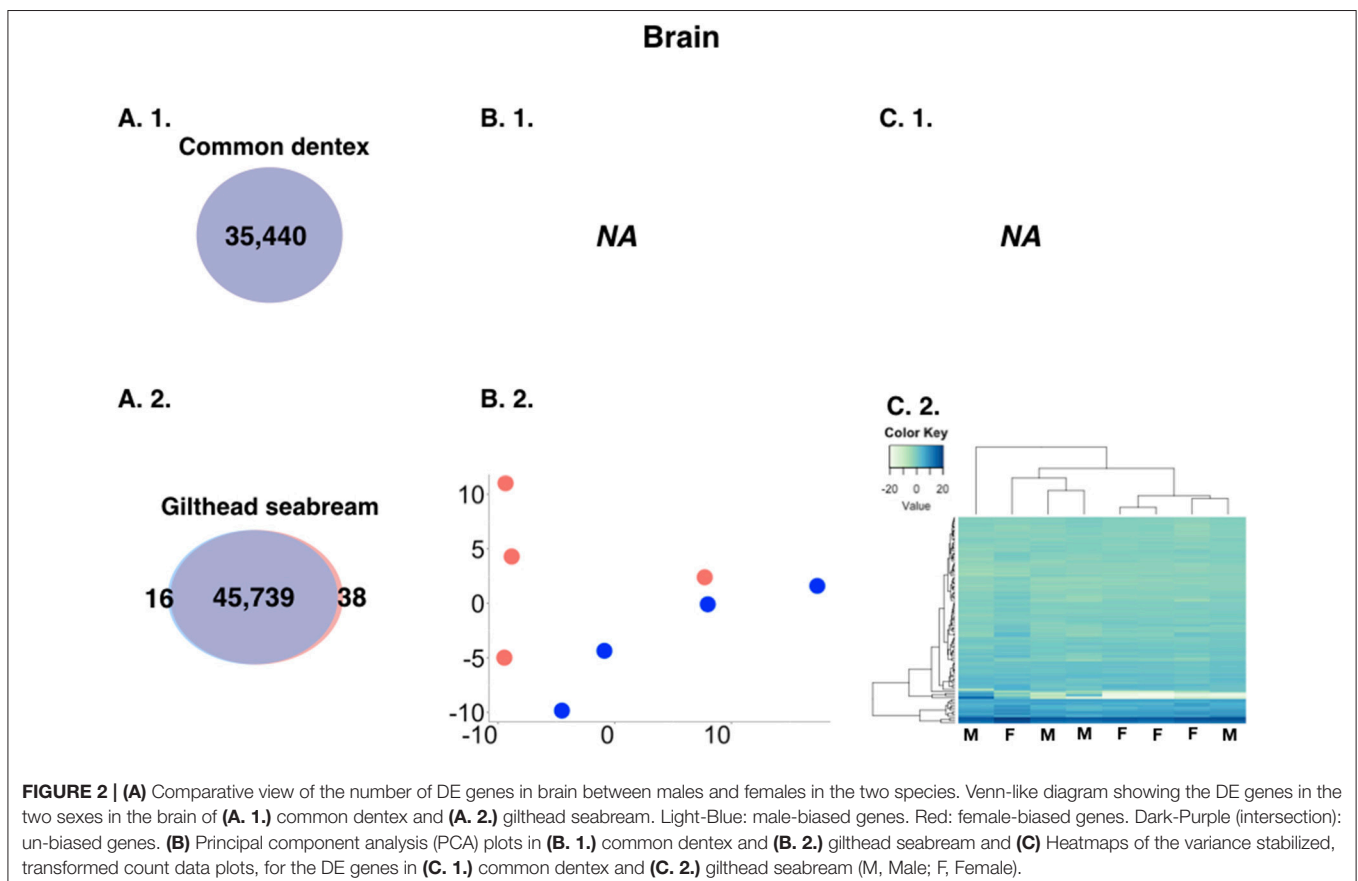 Brain
A. 1.
B. 1.
C. 1.
Common dentex
35,440
NA
NA
A. 2.
B. 2.
C. 2.
Color Key
-20 0 20
Value
Gilthead seabream
16 45,739 38
10
5
0
-5
-10
-10 0 10
M F M M F F F M
FIGURE 2 | (A) Comparative view of the number of DE genes in brain between males and females in the two species. Venn-like diagram showing the DE genes in the
two sexes in the brain of (A. 1.) common dentex and (A. 2.) gilthead seabream. Light-Blue: male-biased genes. Red: female-biased genes. Dark-Purple (intersection):
un-biased genes. (B) Principal component analysis (PCA) plots in (B. 1.) common dentex and (B. 2.) gilthead seabream and (C) Heatmaps of the variance stabilized,
transformed count data plots, for the DE genes in (C. 1.) common dentex and (C. 2.) gilthead seabream (M, Male; F, Female).